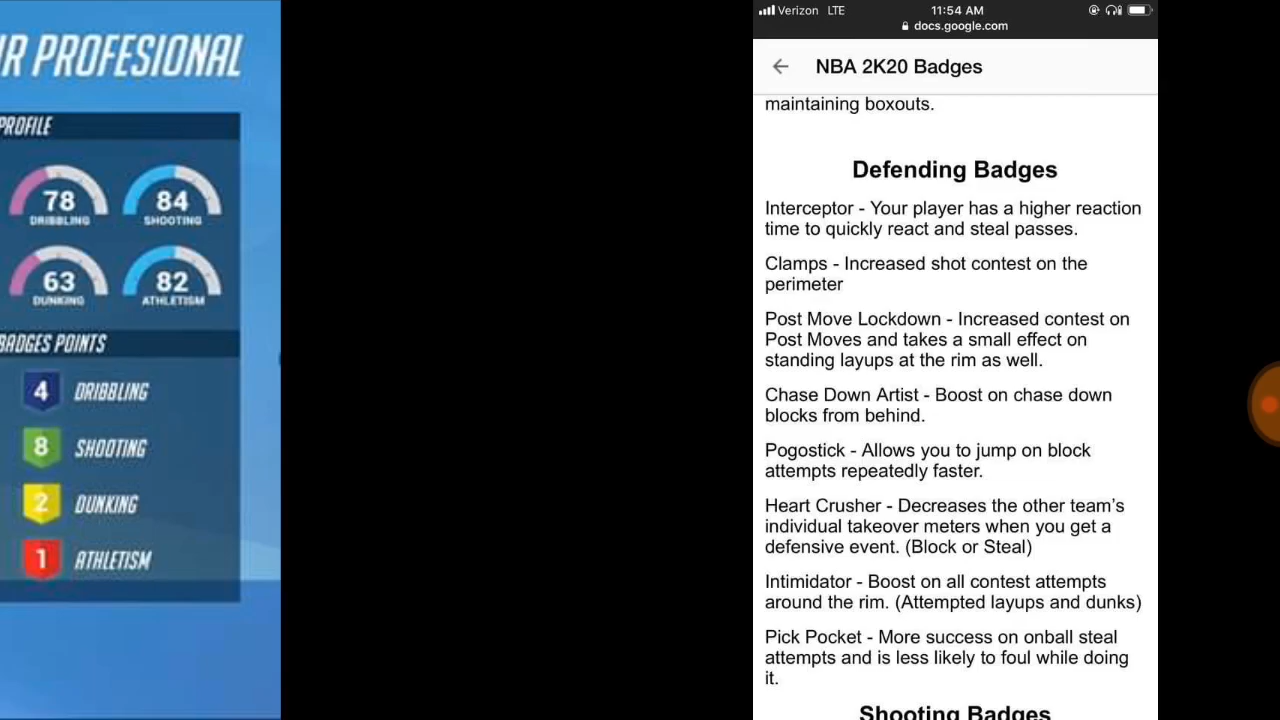 R PROFESIONAL
PROFILE
78
DRIBBLING
84
SHOOTING
63
DUNKING
82
ATHLETISM
BADGES POINTS
4 DRIBBLING
8 SHOOTING
2 DUNKING
1 ATHLETISM
Verizon LTE
11:54 AM
docs.google.com
NBA 2K20 Badges
maintaining boxouts.
Defending Badges
Interceptor - Your player has a higher reaction
time to quickly react and steal passes.
Clamps - Increased shot contest on the
perimeter
Post Move Lockdown - Increased contest on
Post Moves and takes a small effect on
standing layups at the rim as well.
Chase Down Artist - Boost on chase down
blocks from behind.
Pogostick - Allows you to jump on block
attempts repeatedly faster.
Heart Crusher - Decreases the other team's
individual takeover meters when you get a
defensive event. (Block or Steal)
Intimidator - Boost on all contest attempts
around the rim. (Attempted layups and dunks)
Pick Pocket - More success on onball steal
attempts and is less likely to foul while doing
it.
Shooting Badges